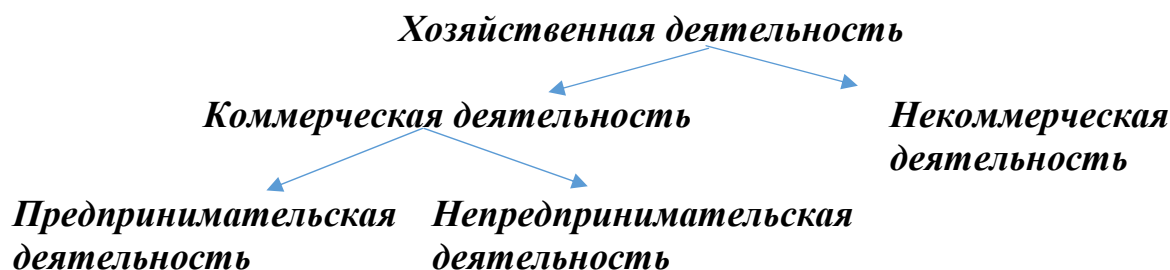 Хозяйственная деятельность
Коммерческая деятельность
Некоммерческая
деятельность
Предпринимательская
деятельность
Непредпринимательская
деятельность